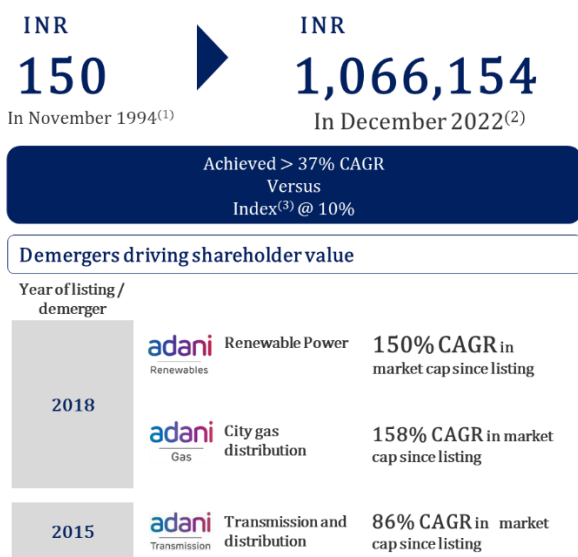 INR
150
In November 1994(1)
INR
1,066,154
In December 2022(2)
Achieved > 37% CAGR
Versus
Index(3) @ 10%
Demergers driving shareholder value
Year of listing /
demerger
2018
adani
Renewables
Renewable Power
150% CAGR in
market cap since listing
adani
Gas
City gas
distribution
158% CAGR in market
cap since listing
2015
adani
Transmission
Transmission and
distribution
86% CAGR in market
cap since listing